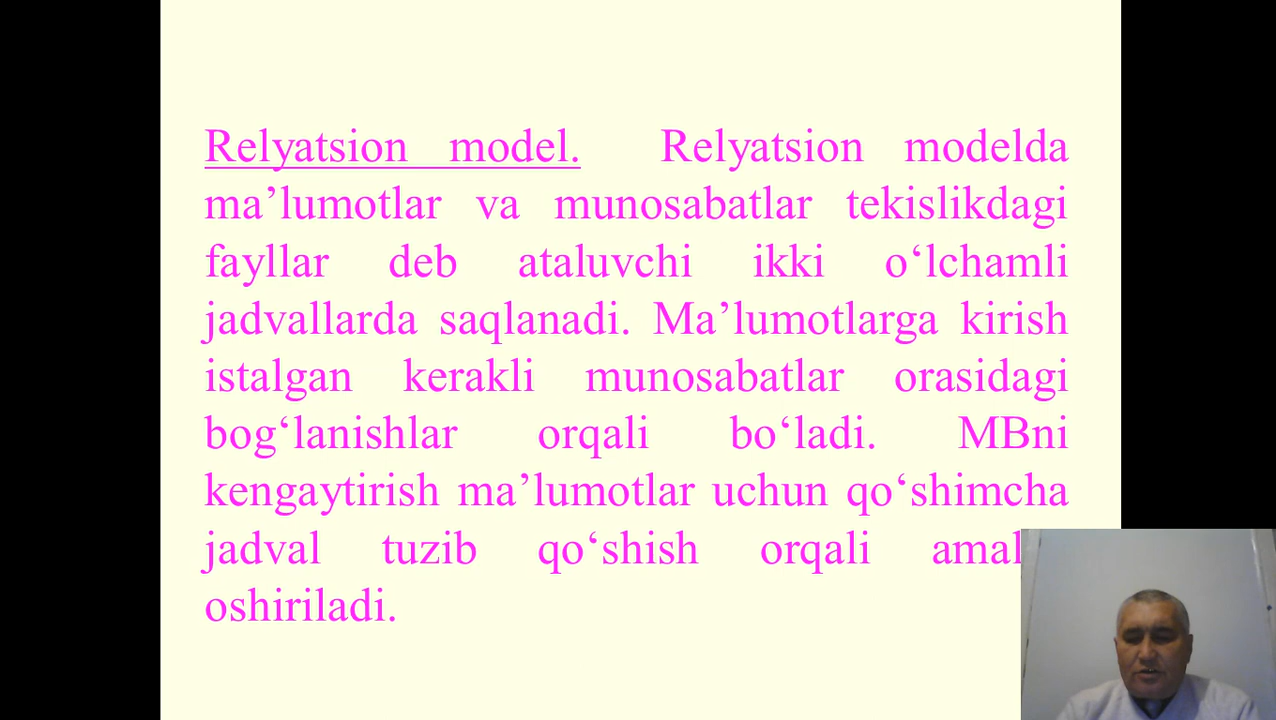 Relyatsion model. Relyatsion modelda
ma’lumotlar va munosabatlar tekislikdagi
fayllar deb ataluvchi ikki o‘lchamli
jadvallarda saqlanadi. Ma’lumotlarga kirish
istalgan kerakli munosabatlar orasidagi
bog‘lanishlar orqali bo‘ladi. MBni
kengaytirish ma’lumotlar uchun qo‘shimcha
jadval tuzib qo‘shish orqali
oshiriladi.